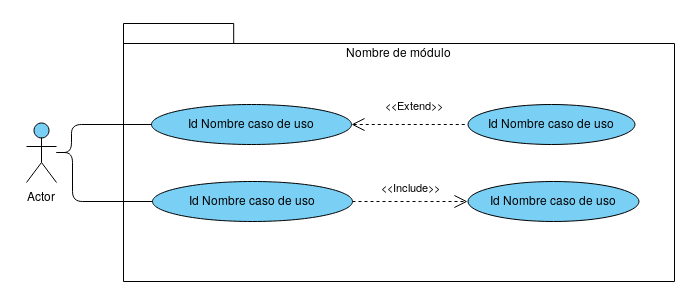 Nombre de módulo
<<Extend>>
Id Nombre caso de uso
Id Nombre caso de uso
Actor
<<Include>>
Id Nombre caso de uso
Id Nombre caso de uso